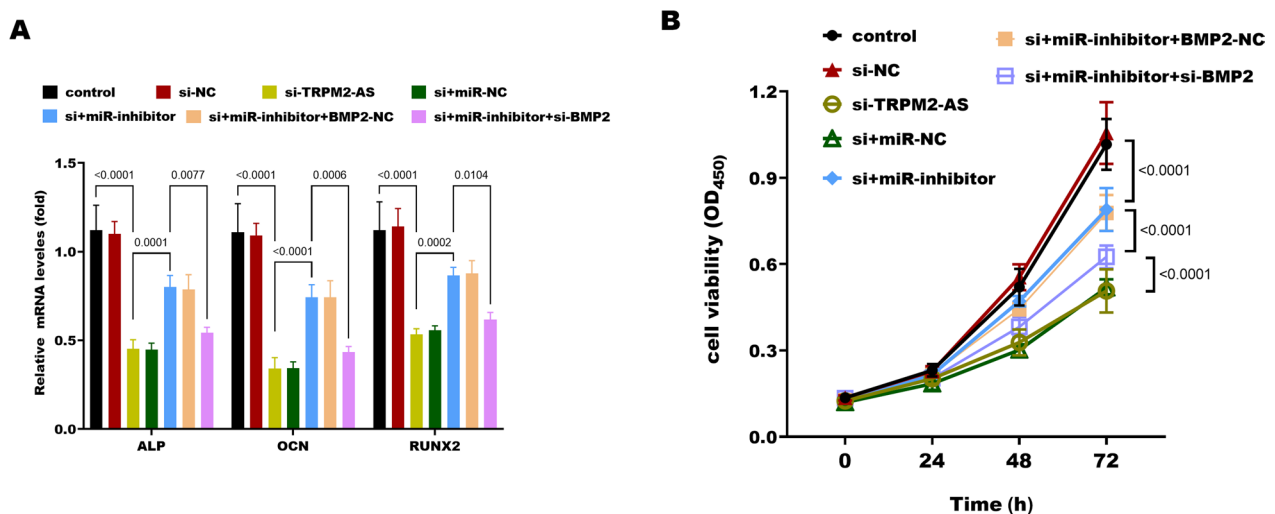 A
control si-NC si-TRPM2-AS si+miR-NC
si+miR-inhibitor si+miR-inhibitor+BMP2-NC si+miR-inhibitor+si-BMP2
Relative mRNA leveles (fold)
1.5
1.0
0.5
0.0
<0.0001 0.0077 <0.0001 0.0006 <0.0001 0.0104
0.0001 <0.0001 0.0002
ALP OCN RUNX2
B
control si+miR-inhibitor+BMP2-NC
si-NC si+miR-inhibitor+si-BMP2
si-TRPM2-AS
si+miR-NC
si+miR-inhibitor
cell viability (OD450)
1.2
0.9
0.6
0.3
0.0
<0.0001
<0.0001
<0.0001
0 24 48 72
Time (h)